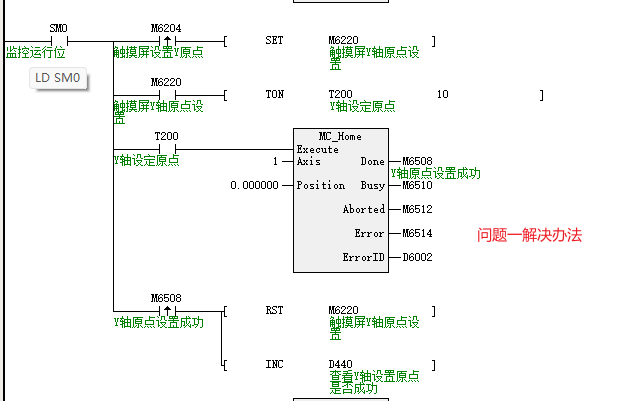 SM0 M6204
[ SET M6220 ]
监控运行位 触摸屏设置Y原点 触摸屏Y轴原点设
置
LD SM0
M6220
[ TON T200 10 ]
触摸屏Y轴原点设 Y轴设定原点
置
T200 MC_Home
Execute
Y轴设定原点 1 Axis Done M6508
Y原点设置成功
0.000000 Position Busy M6510
Aborted M6512
Error M6514
问题一解决办法
ErrorID D6002
M6508
[ RST M6220 ]
Y轴原点设置成功 触摸屏Y轴原点设
置
[ INC D440 ]
查看Y轴设置原点
是否成功